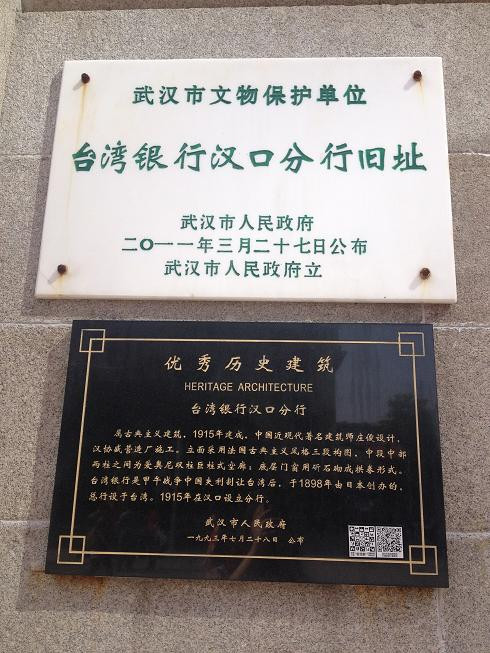 武汉市文物保护单位
台湾银行汉口分行旧址
武汉市人民政府
二〇一一年三月二十七日公布
武汉市人民政府立
优秀历史建筑
HERITAGE ARCHITECTURE
台湾银行汉口分行
属古典主义建筑，1915年建成，中国近现代著名建筑师庄俊设计，
汉协盛营造厂施工。立面采用法国古典主义风格三段构图，中段中部
两柱之间为爱奥尼双柱巨柱式空廊；底层门窗用斫石砌成拱券形式。
台湾银行是甲午战争中国失利割让台湾后，于1898年由日本创办的，
总行设于台湾。1915年在汉口设立分行。
武汉市人民政府
一九九三年七月二十八日 公布